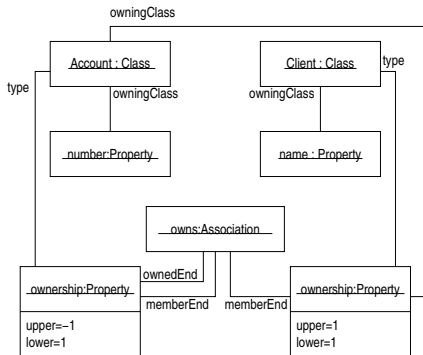 owningClass
Account : Class
Client : Class
type
type
owningClass
owningClass
number:Property
name : Property
owns:Association
ownedEnd
ownership:Property
ownership:Property
memberEnd
memberEnd
upper=−1
lower=1
upper=1
lower=1